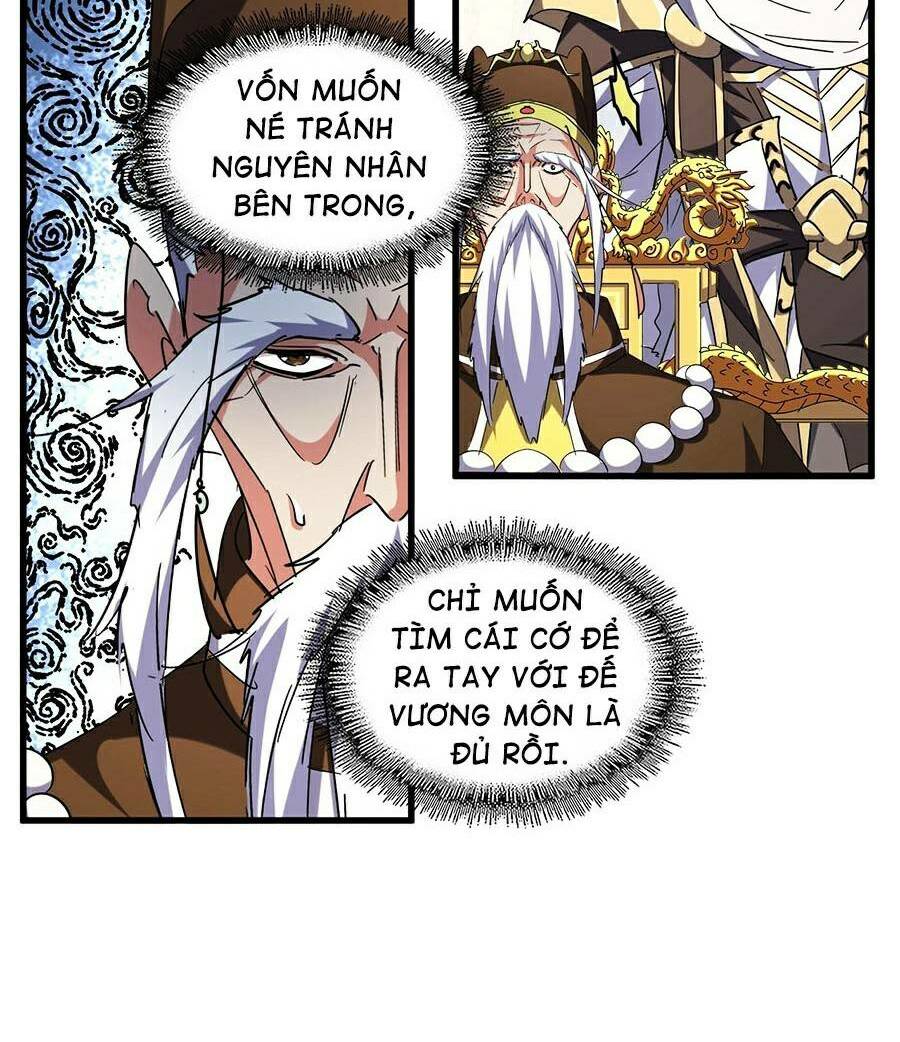 VỐN MUỐN
NÉ TRÁNH
NGUYÊN NHÂN
BÊN TRONG,
CHỈ MUỐN
TÌM CÁI CỚ ĐỂ
RA TAY VỚI ĐẾ
VƯƠNG MÔN LÀ
ĐỦ RỒI.